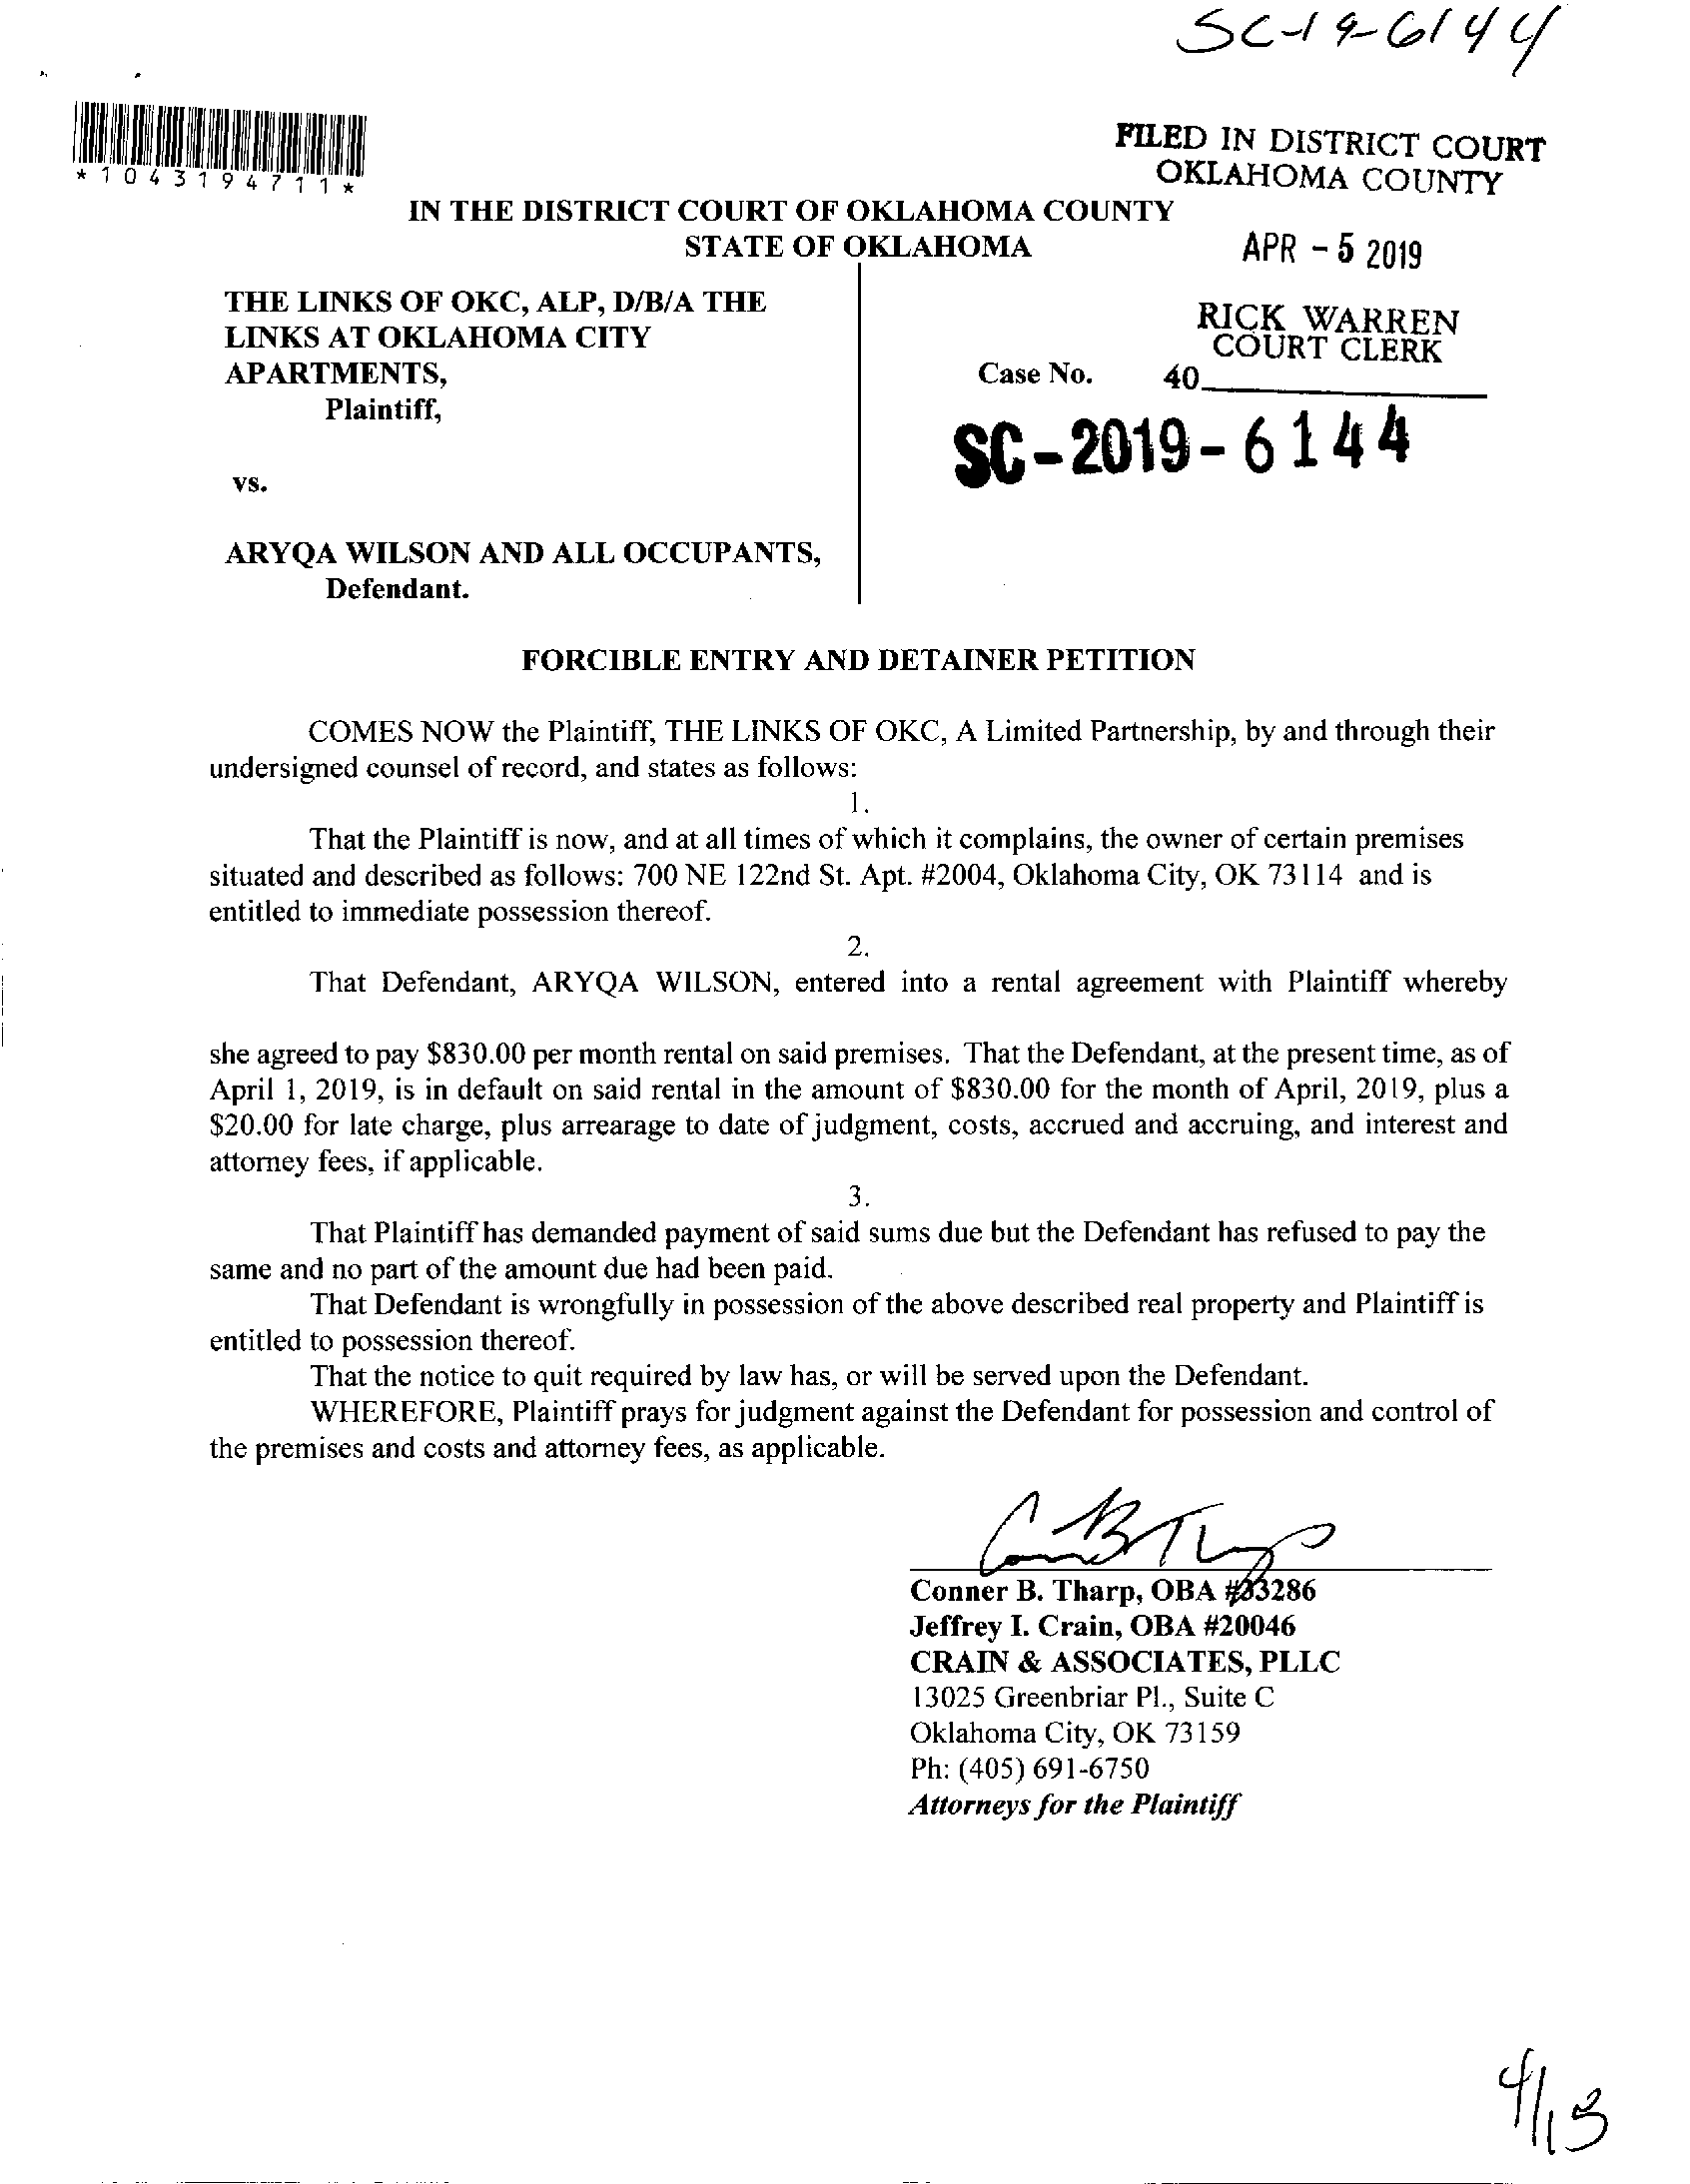 SC-19-6144
*1043194711*
FILED IN DISTRICT COURT
OKLAHOMA COUNTY
IN THE DISTRICT COURT OF OKLAHOMA COUNTY
STATE OF OKLAHOMA
APR - 5 2019
THE LINKS OF OKC, ALP, D/B/A THE
LINKS AT OKLAHOMA CITY
APARTMENTS,
Plaintiff,
RICK WARREN
COURT CLERK
Case No.
40
SC-2019-6144
vs.
ARYQA WILSON AND ALL OCCUPANTS,
Defendant.
FORCIBLE ENTRY AND DETAINER PETITION
COMES NOW the Plaintiff, THE LINKS OF OKC, A Limited Partnership, by and through their
undersigned counsel of record, and states as follows:
1.
That the Plaintiff is now, and at all times of which it complains, the owner of certain premises
situated and described as follows: 700 NE 122nd St. Apt. #2004, Oklahoma City, OK 73114 and is
entitled to immediate possession thereof.
2.
That Defendant, ARYQA WILSON, entered into a rental agreement with Plaintiff whereby
she agreed to pay $830.00 per month rental on said premises. That the Defendant, at the present time, as of
April 1, 2019, is in default on said rental in the amount of $830.00 for the month of April, 2019, plus a
$20.00 for late charge, plus arrearage to date of judgment, costs, accrued and accruing, and interest and
attorney fees, if applicable.
3.
That Plaintiff has demanded payment of said sums due but the Defendant has refused to pay the
same and no part of the amount due had been paid.
That Defendant is wrongfully in possession of the above described real property and Plaintiff is
entitled to possession thereof.
That the notice to quit required by law has, or will be served upon the Defendant.
WHEREFORE, Plaintiff prays for judgment against the Defendant for possession and control of
the premises and costs and attorney fees, as applicable.
Conner B. Tharp, OBA #33286
Jeffrey I. Crain, OBA #20046
CRAIN & ASSOCIATES, PLLC
13025 Greenbriar Pl., Suite C
Oklahoma City, OK 73159
Ph: (405) 691-6750
Attorneys for the Plaintiff